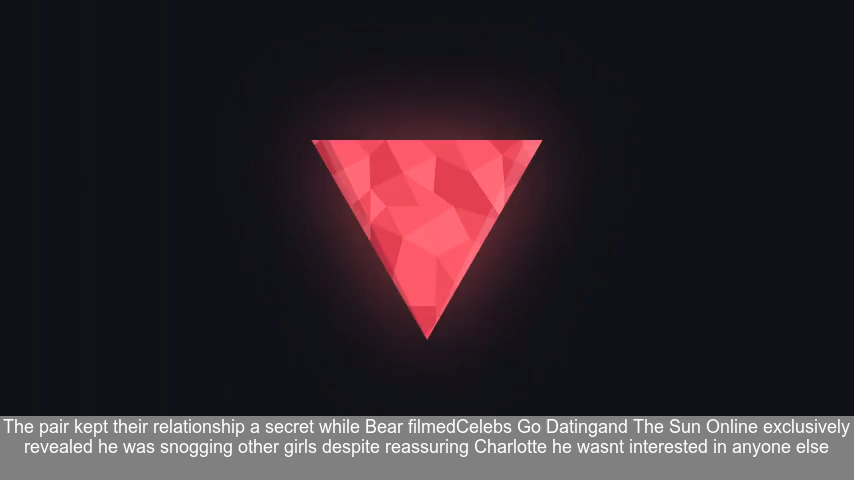 The pair kept their relationship a secret while Bear filmedCelebs Go Datingand The Sun Online exclusively
revealed he was snogging other girls despite reassuring Charlotte he wasnt interested in anyone else